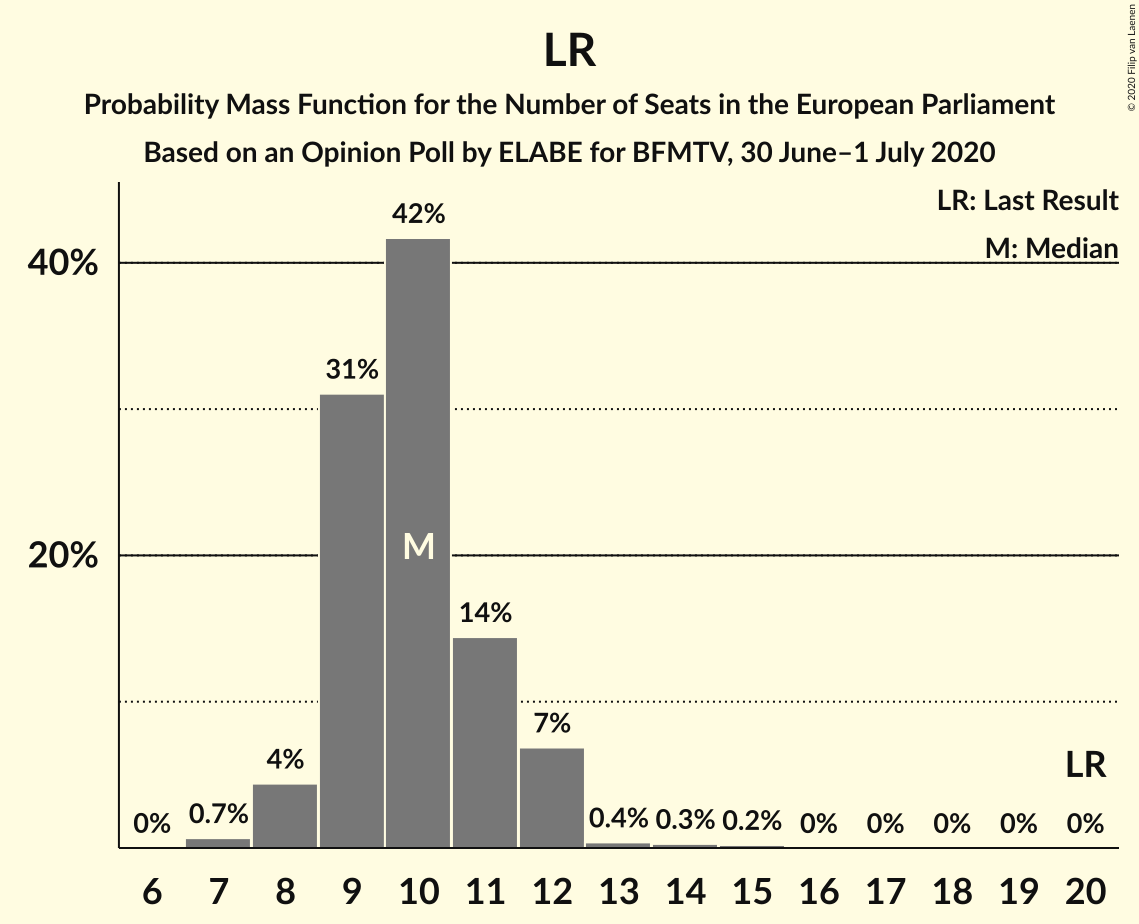 LR
Probability Mass Function for the Number of Seats in the European Parliament
Based on an Opinion Poll by ELABE for BFMTV, 30 June–1 July 2020
© 2020 Filip van Laenen
LR: Last Result
M: Median
40%
20%
0%
0.7%
4%
31%
42%
14%
7%
0.4%
0.3%
0.2%
0%
0%
0%
0%
0%
M
LR
6 7 8 9 10 11 12 13 14 15 16 17 18 19 20